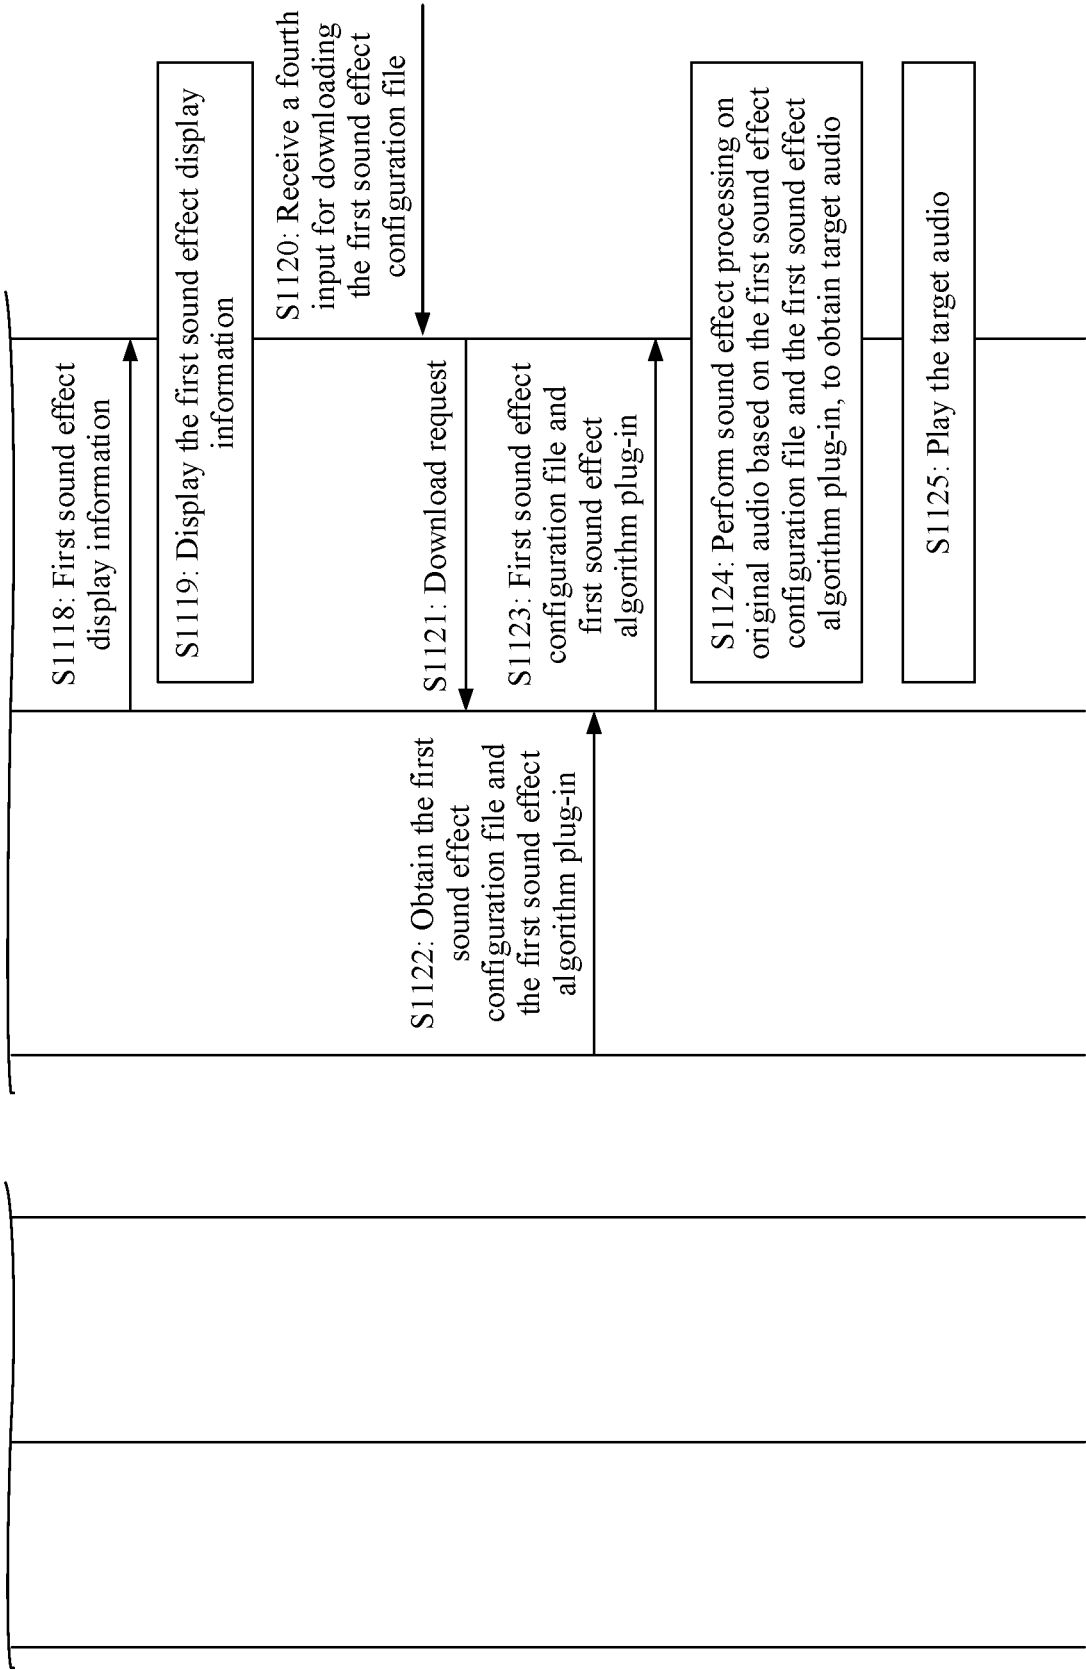 S1118: First sound effect
display information
S1119: Display the first sound effect display
information
S1120: Receive a fourth
input for downloading
the first sound effect
configuration file
S1121: Download request
S1122: Obtain the first
sound effect
configuration file and
the first sound effect
algorithm plug-in
S1123: First sound effect
configuration file and
first sound effect
algorithm plug-in
S1124: Perform sound effect processing on
original audio based on the first sound effect
configuration file and the first sound effect
algorithm plug-in, to obtain target audio
S1125: Play the target audio